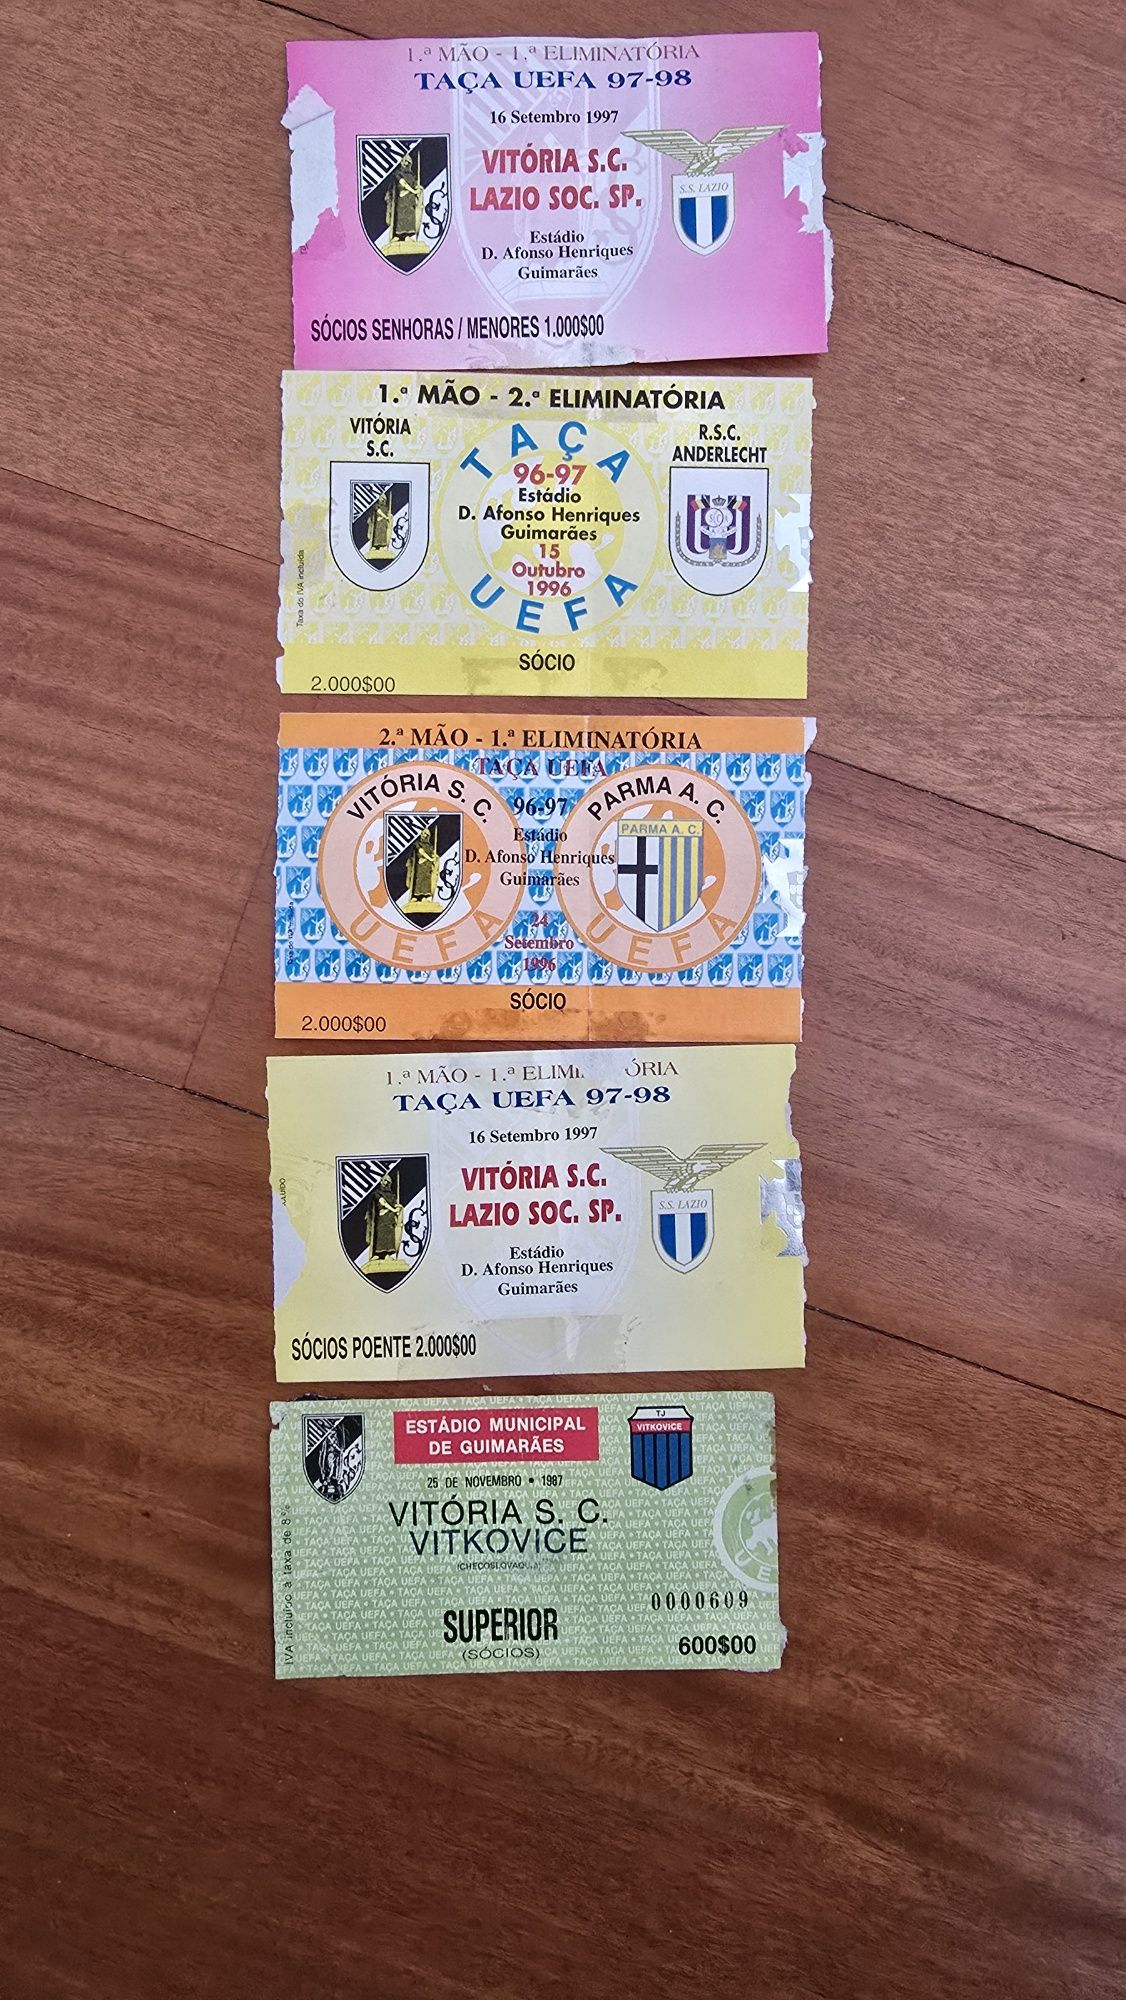 1.ª MÃO - 1.ª ELIMINATÓRIA
TAÇA UEFA 97-98
16 Setembro 1997
VITÓRIA S.C.
LAZIO SOC. SP.
VITÓRIA
S.S. LAZIO
Estádio
D. Afonso Henriques
Guimarães
SÓCIOS SENHORAS / MENORES 1.000$00
1.ª MÃO - 2.ª ELIMINATÓRIA
VITÓRIA
S.C.
R.S.C.
ANDERLECHT
TAÇA
96-97
Estádio
D. Afonso Henriques
Guimarães
15
Outubro
1996
UEFA
Taxa do IVA incluída
SÓCIO
2.000$00
2.ª MÃO - 1.ª ELIMINATÓRIA
TAÇA UEFA
VITÓRIA S. C.
96-97
PARMA A. C.
VITÓRIA
PARMA A. C.
Estádio
D. Afonso Henriques
Guimarães
UEFA
24
Setembro
1996
UEFA
SÓCIO
2.000$00
1.ª MÃO - 1.ª ELIMI ÓRIA
TAÇA UEFA 97-98
16 Setembro 1997
VITÓRIA S.C.
LAZIO SOC. SP.
VITÓRIA
S.S. LAZIO
Estádio
D. Afonso Henriques
Guimarães
SÓCIOS POENTE 2.000$00
ESTÁDIO MUNICIPAL
DE GUIMARÃES
TJ
VITKOVICE
25 DE NOVEMBRO • 1987
VITÓRIA S. C.
VITKOVICE
(CHECOSLOVÁQUIA)
IVA incluído à taxa de 8%
0000609
SUPERIOR
(SÓCIOS)
600$00